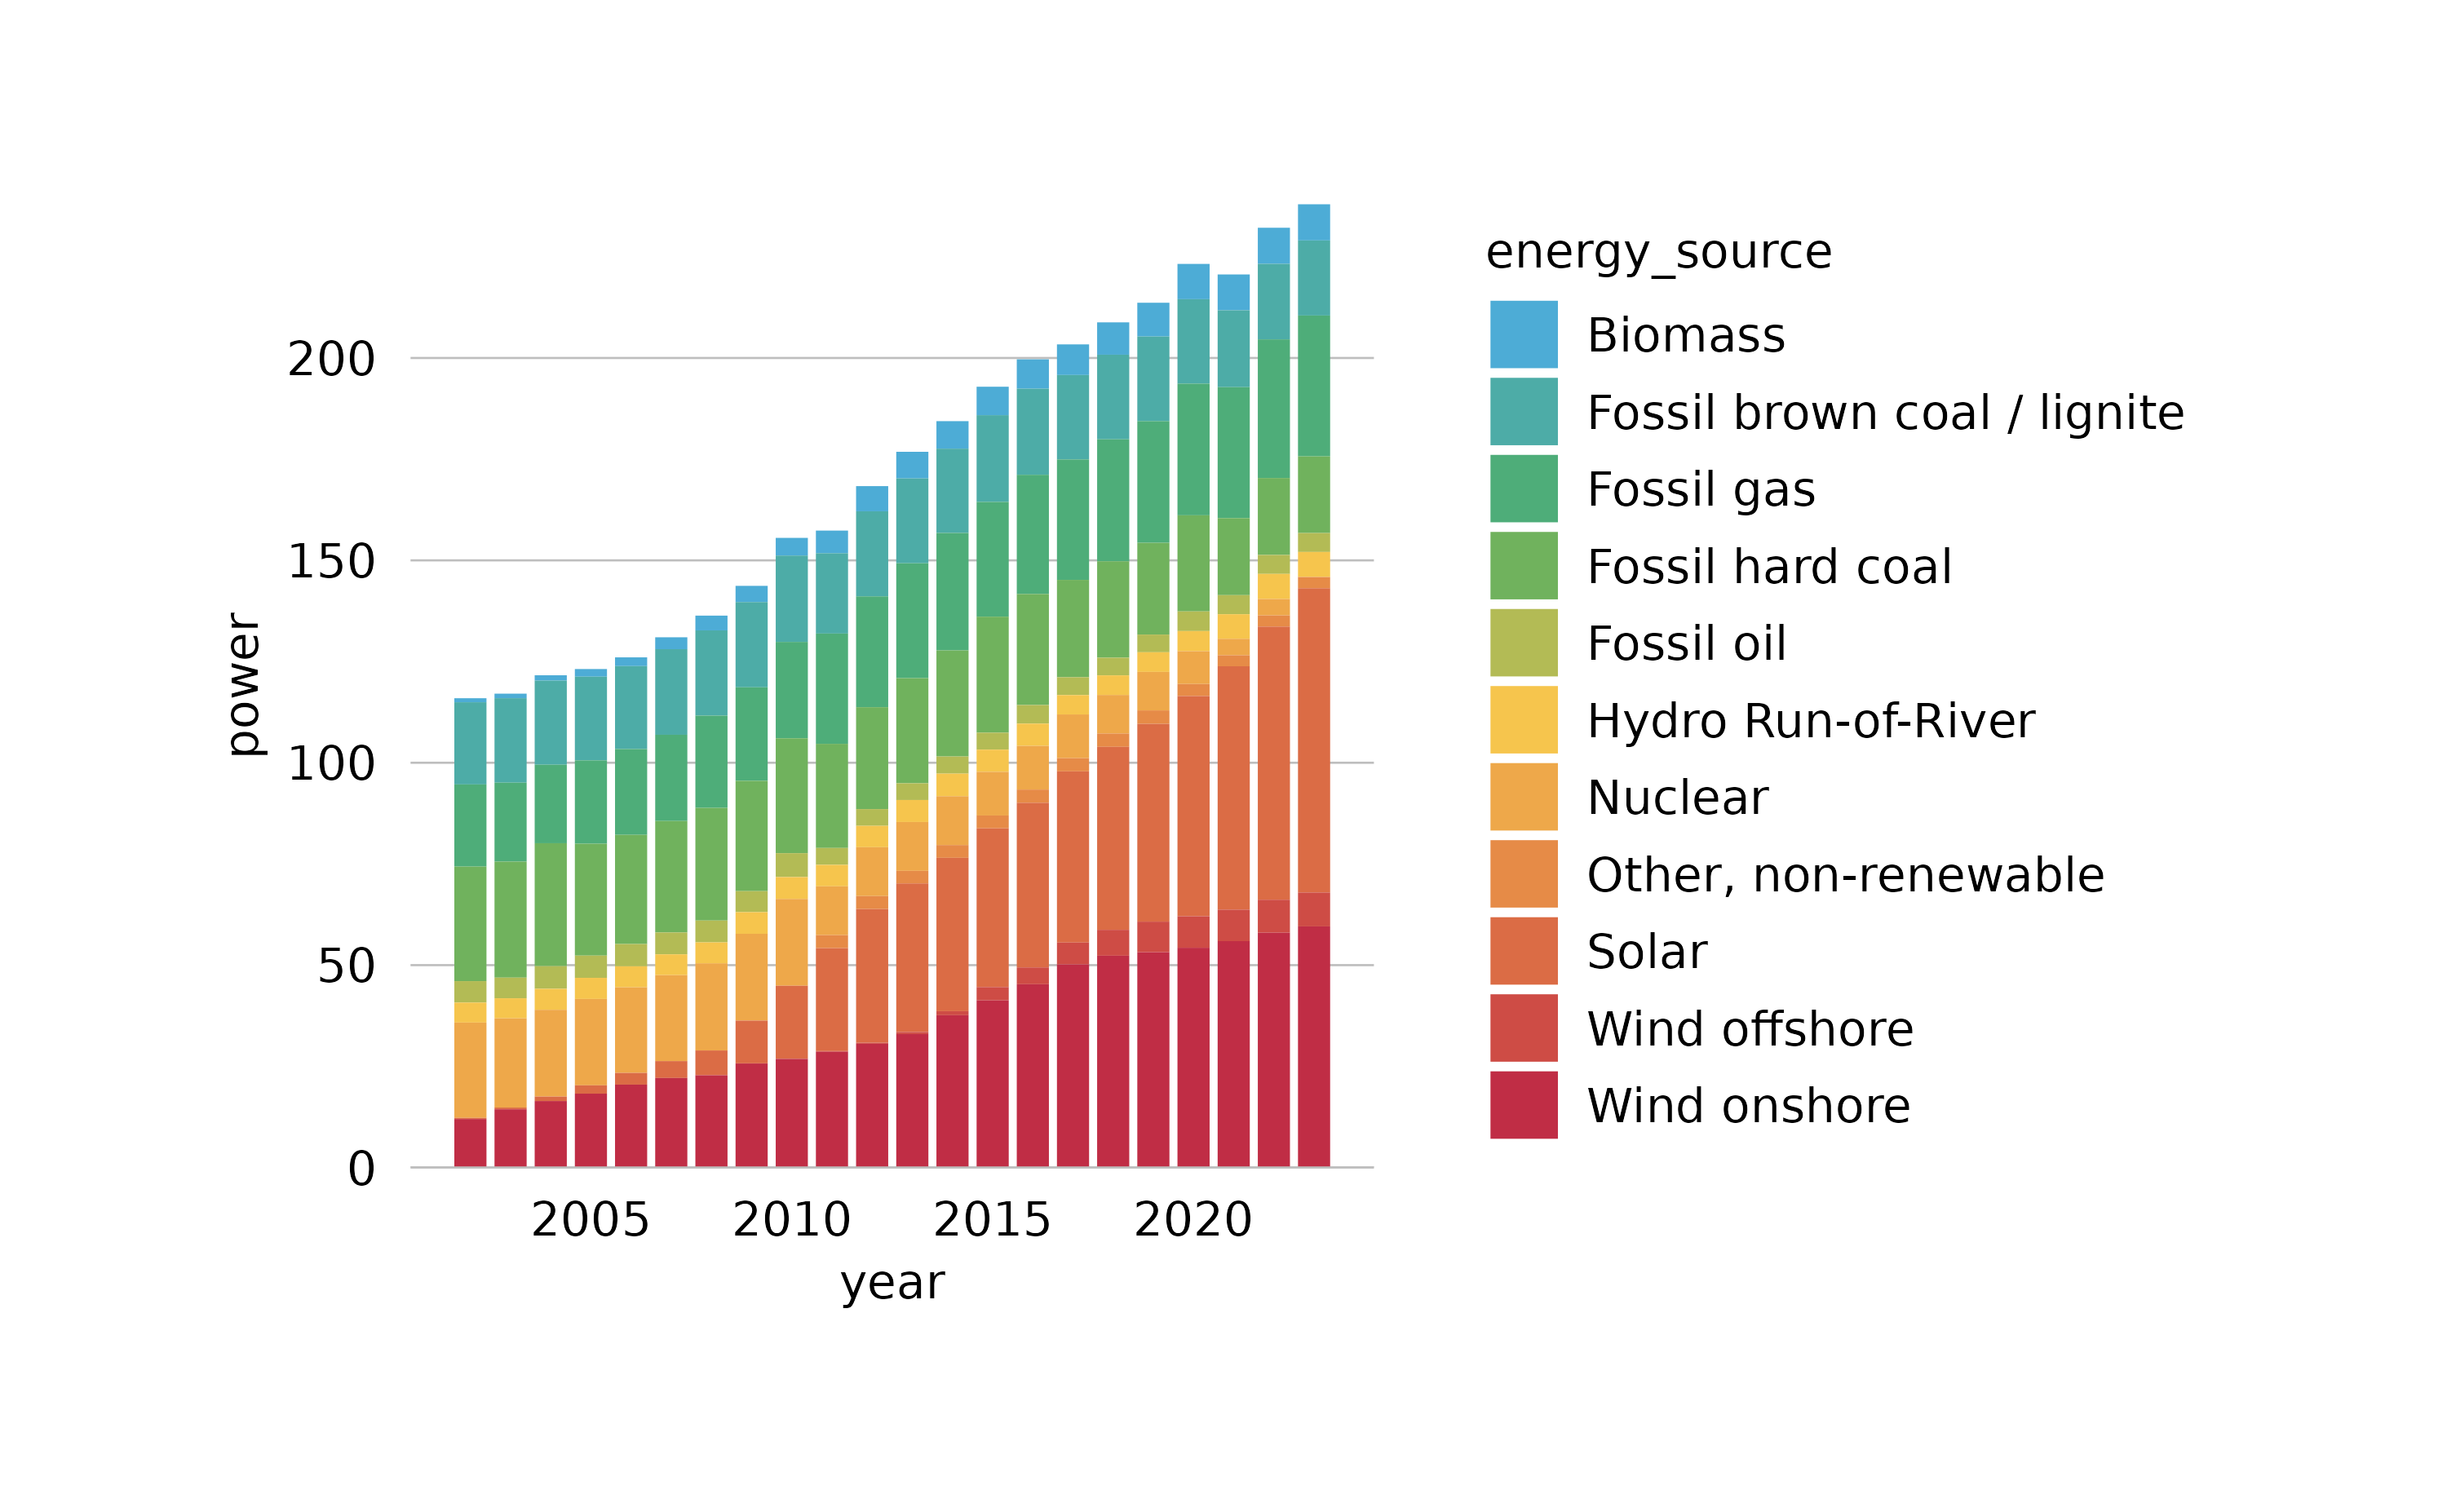 200
150
100
50
0
power
2005 2010 2015 2020
year
energy_source
Biomass
Fossil brown coal / lignite
Fossil gas
Fossil hard coal
Fossil oil
Hydro Run-of-River
Nuclear
Other, non-renewable
Solar
Wind offshore
Wind onshore